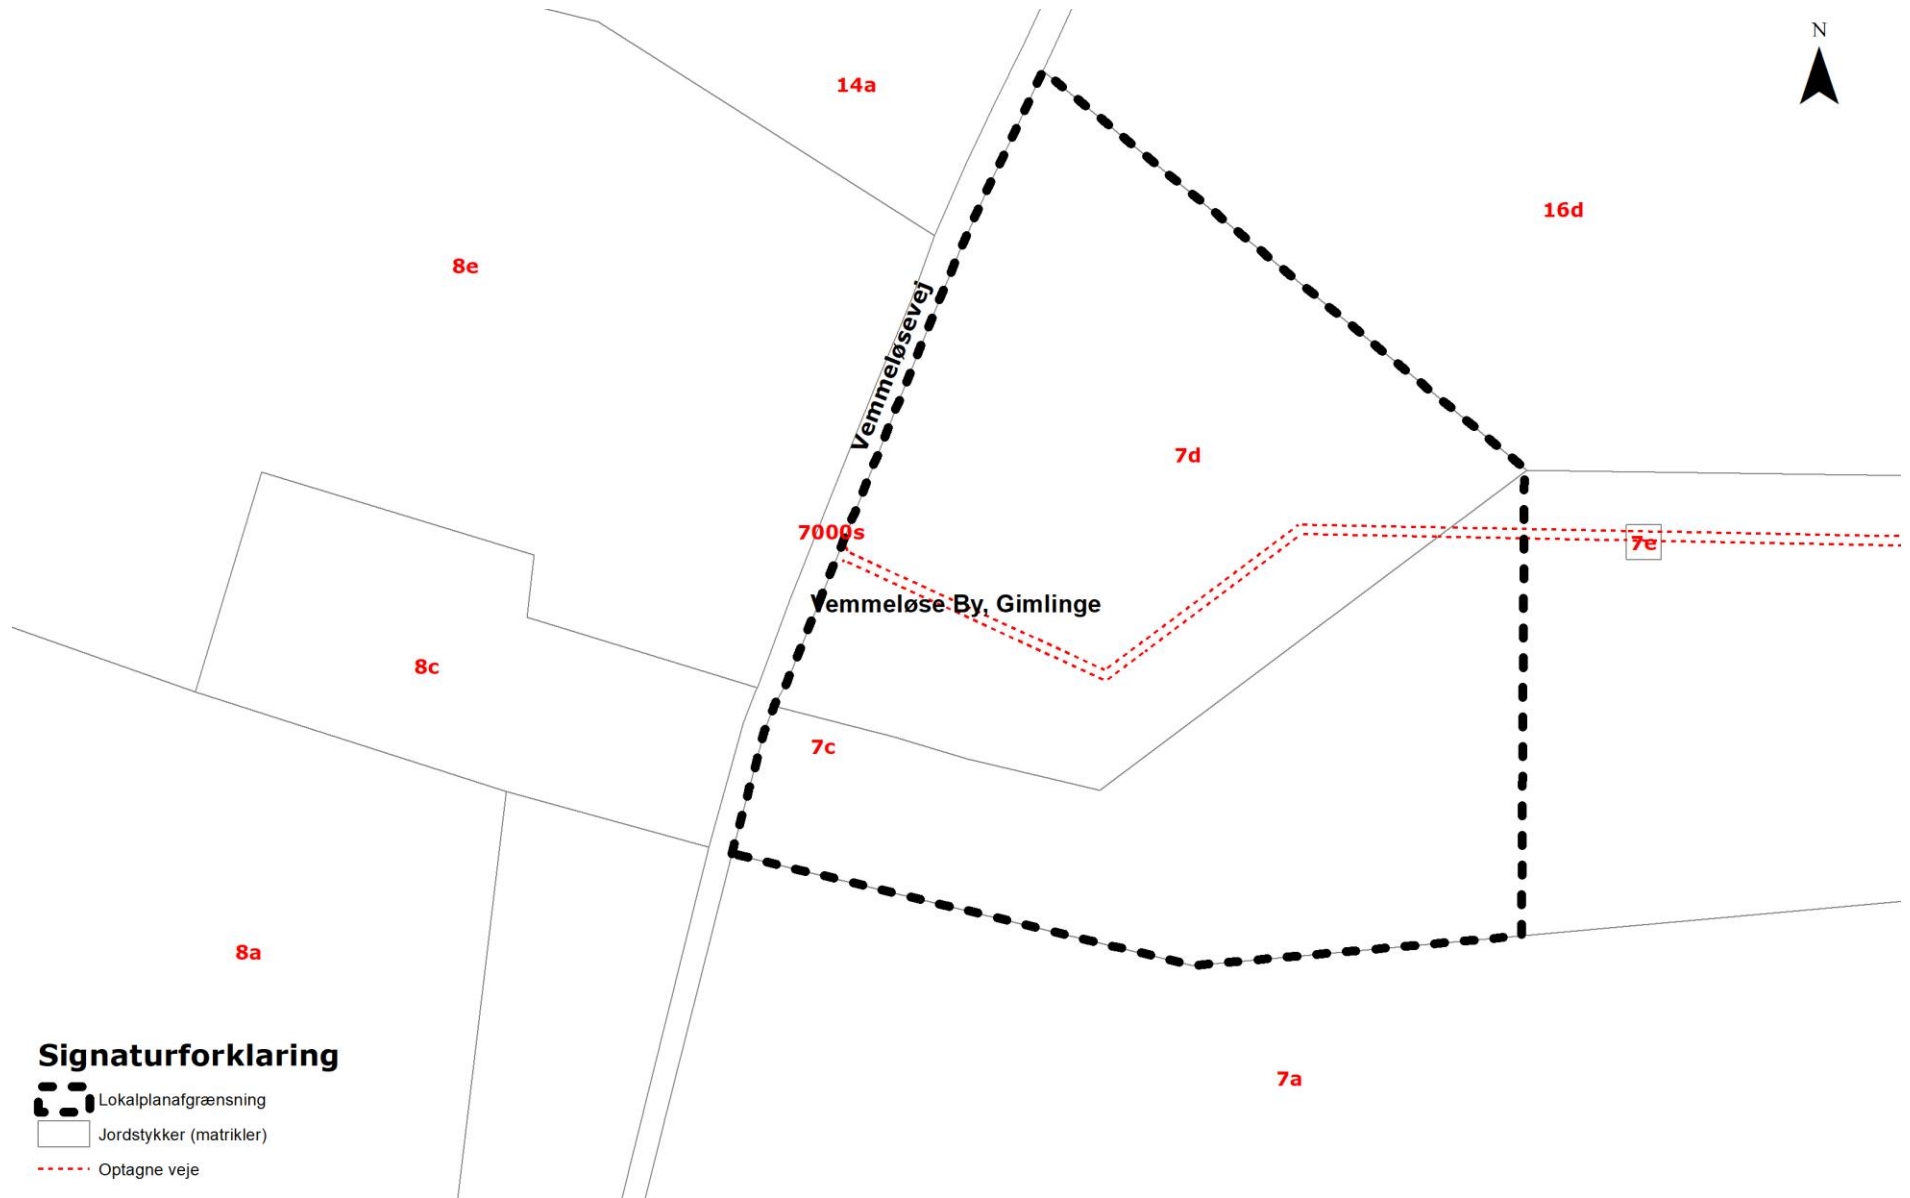 N
14a
16d
8e
Vemmeløsevej
7d
7000s
7e
Vemmeløse By, Gimlinge
8c
7c
8a
7a
Signaturforklaring
Lokalplanafgrænsning
Jordstykker (matrikler)
Optagne veje